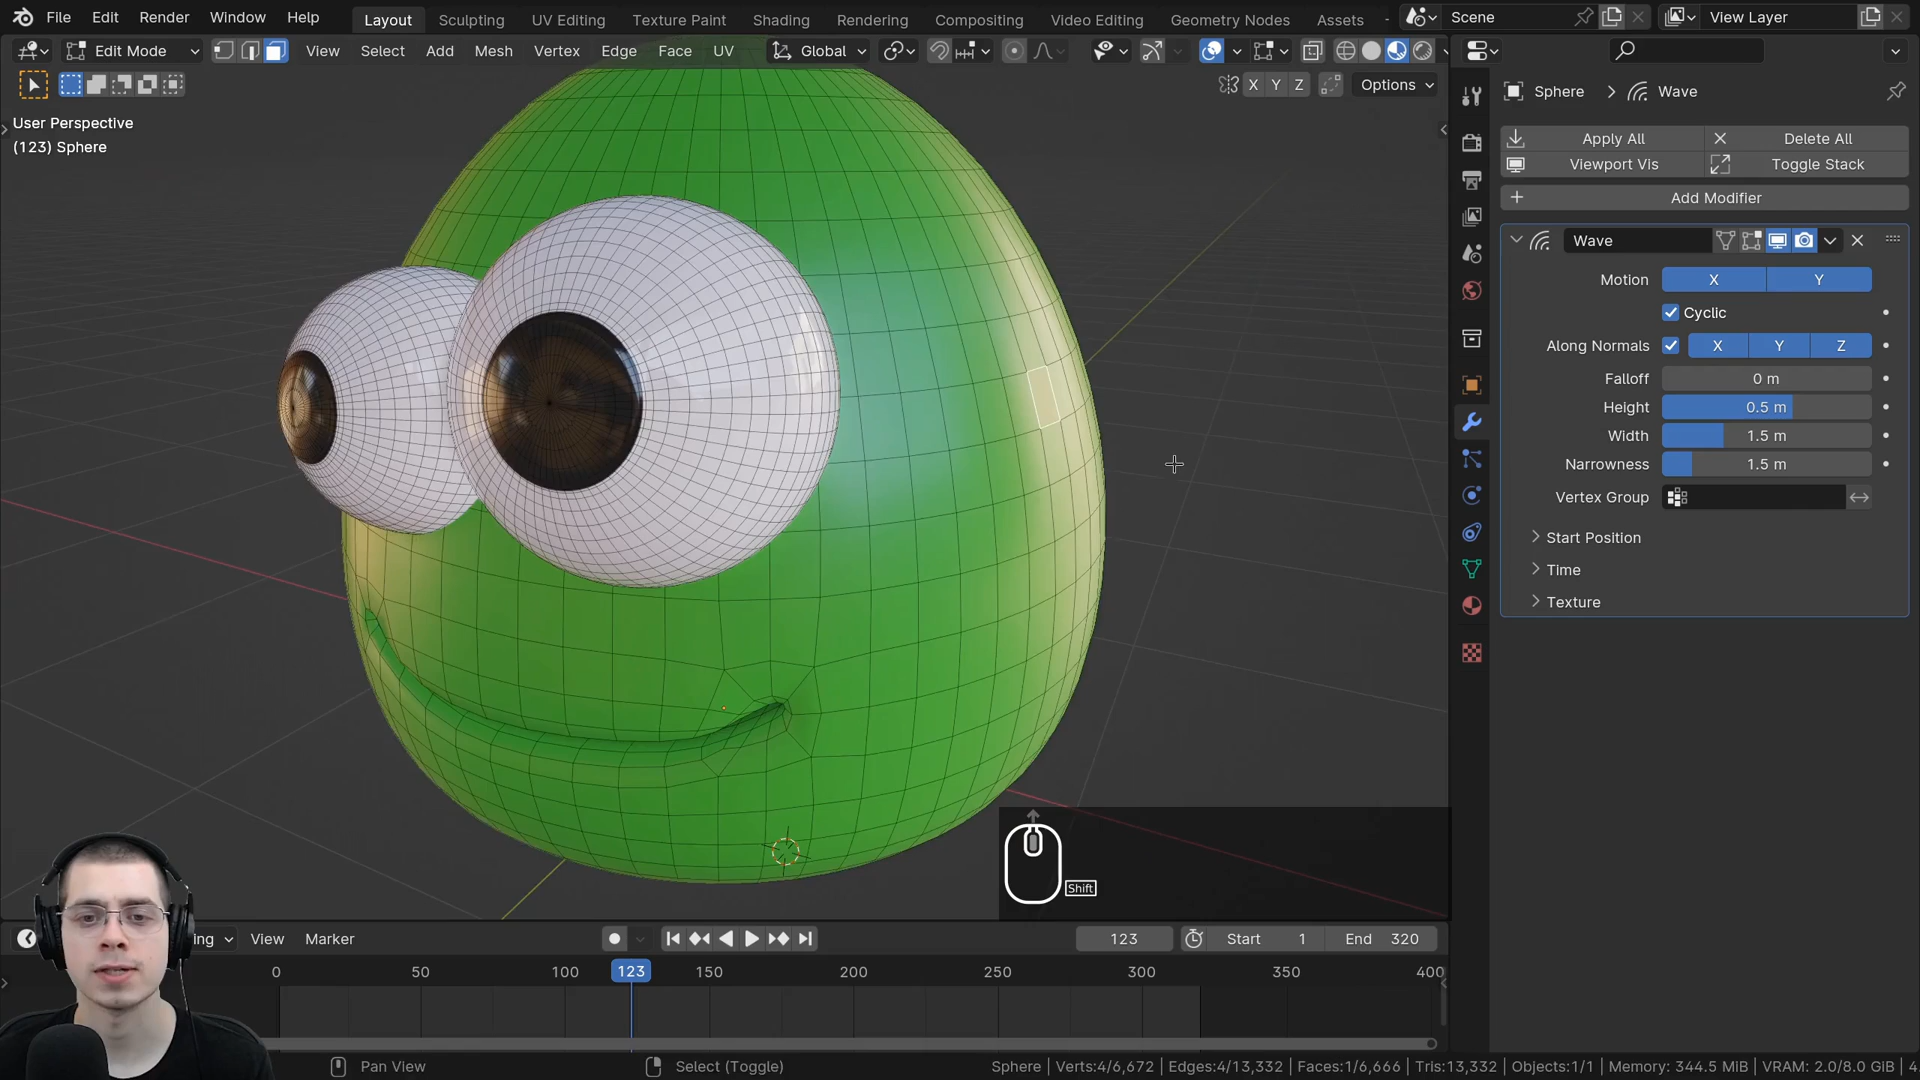 File Edit Render Window Help Layout Sculpting UV Editing Texture Paint Shading Rendering Compositing Video Editing Geometry Nodes Assets Scene View Layer
Edit Mode View Select Add Mesh Vertex Edge Face UV Global
X Y Z Options
User Perspective
(123) Sphere
Sphere > Wave
Apply All Delete All
Viewport Vis Toggle Stack
Add Modifier
Wave
Motion X Y
Cyclic
Along Normals X Y Z
Falloff 0 m
Height 0.5 m
Width 1.5 m
Narrowness 1.5 m
Vertex Group
Start Position
Time
Texture
Shift
ing View Marker 123 Start 1 End 320
0 50 100 123 150 200 250 300 350 400
Pan View Select (Toggle) Sphere | Verts:4/6,672 | Edges:4/13,332 | Faces:1/6,666 | Tris:13,332 | Objects:1/1 | Memory: 344.5 MiB | VRAM: 2.0/8.0 GiB | 4